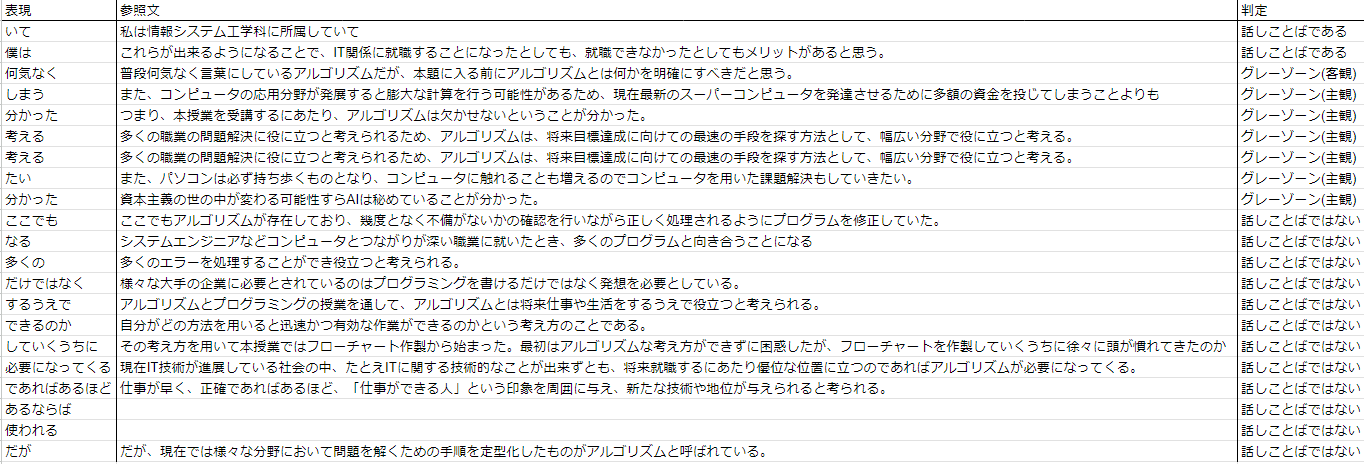 表現 参照文 判定
いて 私は情報システム工学科に所属していて 話しことばである
僕は これらが出来るようになることで、IT関係に就職することになったとしても、就職できなかったとしてもメリットがあると思う。 話しことばである
何気なく 普段何気なく言葉にしているアルゴリズムだが、本題に入る前にアルゴリズムとは何かを明確にすべきだと思う。 グレーゾーン(客観)
しまう また、コンピュータの応用分野が発展すると膨大な計算を行う可能性があるため、現在最新のスーパーコンピュータを発達させるために多額の資金を投じてしまうことよりも グレーゾーン(主観)
分かった つまり、本授業を受講するにあたり、アルゴリズムは欠かせないということが分かった。 グレーゾーン(主観)
考える 多くの職業の問題解決に役に立つと考えられるため、アルゴリズムは、将来目標達成に向けての最速の手段を探す方法として、幅広い分野で役に立つと考える。 グレーゾーン(主観)
考える 多くの職業の問題解決に役に立つと考えられるため、アルゴリズムは、将来目標達成に向けての最速の手段を探す方法として、幅広い分野で役に立つと考える。 グレーゾーン(主観)
たい また、パソコンは必ず持ち歩くものとなり、コンピュータに触れることも増えるのでコンピュータを用いた課題解決もしていきたい。 グレーゾーン(主観)
分かった 資本主義の世の中が変わる可能性すらAIは秘めていることが分かった。 グレーゾーン(主観)
ここでも ここでもアルゴリズムが存在しており、幾度となく不備がないかの確認を行いながら正しく処理されるようにプログラムを修正していた。 話しことばではない
なる システムエンジニアなどコンピュータとつながりが深い職業に就いたとき、多くのプログラムと向き合うことになる 話しことばではない
多くの 多くのエラーを処理することができ役立つと考えられる。 話しことばではない
だけではなく 様々な大手の企業に必要とされているのはプログラミングを書けるだけではなく発想を必要としている。 話しことばではない
するうえで アルゴリズムとプログラミングの授業を通して、アルゴリズムとは将来仕事や生活をするうえで役立つと考えられる。 話しことばではない
できるのか 自分がどの方法を用いると迅速かつ有効な作業ができるのかという考え方のことである。 話しことばではない
していくうちに その考え方を用いて本授業ではフローチャート作製から始まった。最初はアルゴリズムな考え方ができずに困惑したが、フローチャートを作製していくうちに徐々に頭が慣れてきたのか 話しことばではない
必要になってくる 現在IT技術が進展している社会の中、たとえITに関する技術的なことが出来ずとも、将来就職するにあたり優位な位置に立つのであればアルゴリズムが必要になってくる。 話しことばではない
であればあるほど 仕事が早く、正確であればあるほど、「仕事ができる人」という印象を周囲に与え、新たな技術や地位が与えられると考られる。 話しことばではない
あるならば 話しことばではない
使われる 話しことばではない
だが だが、現在では様々な分野において問題を解くための手順を定型化したものがアルゴリズムと呼ばれている。 話しことばではない